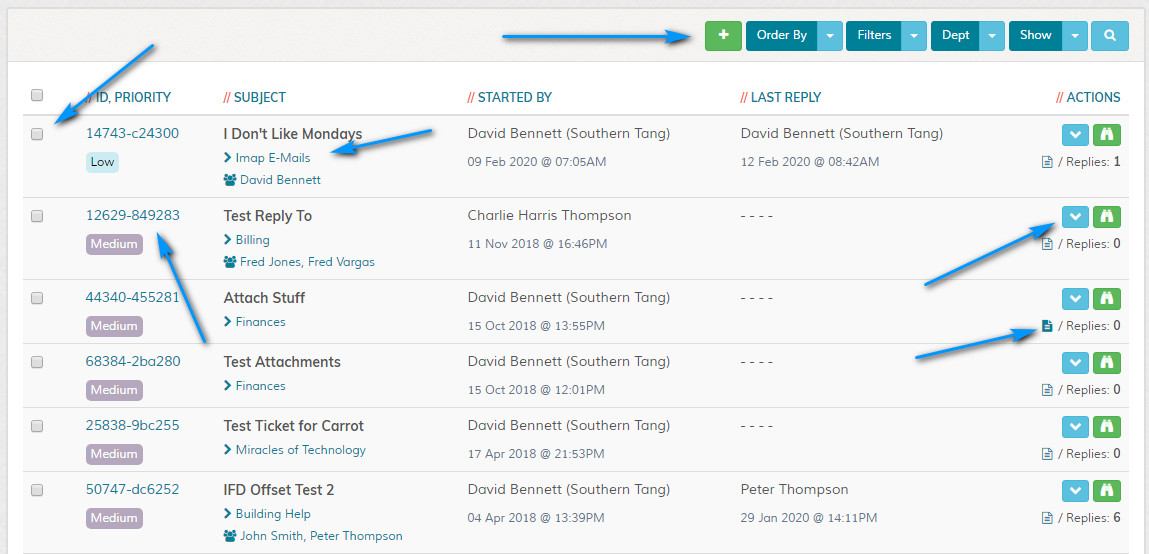 + Order By Filters Dept Show
// ID, PRIORITY // SUBJECT // STARTED BY // LAST REPLY // ACTIONS
14743-c24300 I Don't Like Mondays David Bennett (Southern Tang) David Bennett (Southern Tang)
Low > Imap E-Mails 09 Feb 2020 @ 07:05AM 12 Feb 2020 @ 08:42AM / Replies: 1
David Bennett
12629-849283 Test Reply To Charlie Harris Thompson - - - -
Medium > Billing 11 Nov 2018 @ 16:46PM / Replies: 0
Fred Jones, Fred Vargas
44340-455281 Attach Stuff David Bennett (Southern Tang) - - - -
Medium > Finances 15 Oct 2018 @ 13:55PM / Replies: 0
68384-2ba280 Test Attachments David Bennett (Southern Tang) - - - -
Medium > Finances 15 Oct 2018 @ 12:01PM / Replies: 0
25838-9bc255 Test Ticket for Carrot David Bennett (Southern Tang) - - - -
Medium > Miracles of Technology 17 Apr 2018 @ 21:53PM / Replies: 0
50747-dc6252 IFD Offset Test 2 David Bennett (Southern Tang) Peter Thompson
Medium > Building Help 04 Apr 2018 @ 13:39PM 29 Jan 2020 @ 14:11PM / Replies: 6
John Smith, Peter Thompson